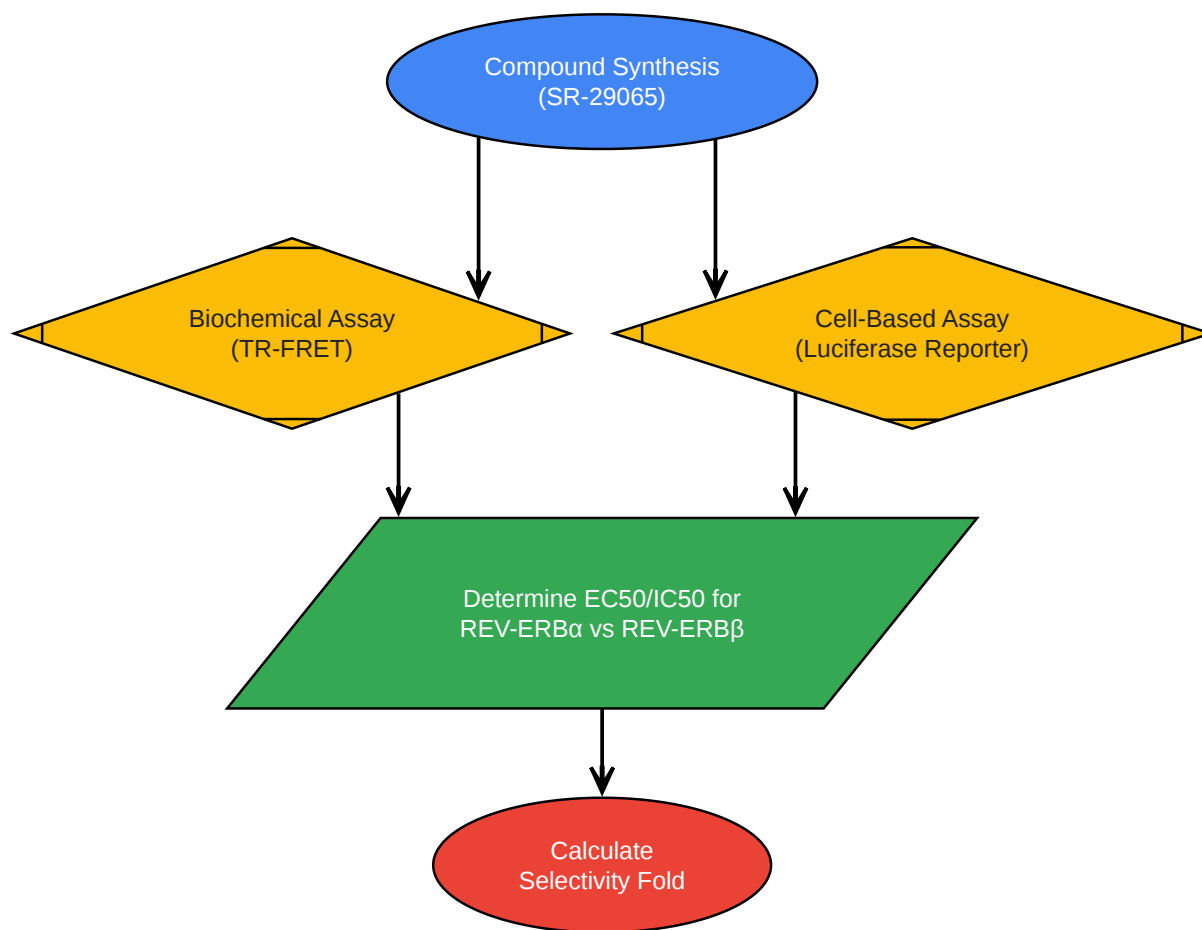 Compound Synthesis
(SR-29065)
Biochemical Assay
(TR-FRET)
Cell-Based Assay
(Luciferase Reporter)
Determine EC50/IC50 for
REV-ERBα vs REV-ERBβ
Calculate
Selectivity Fold